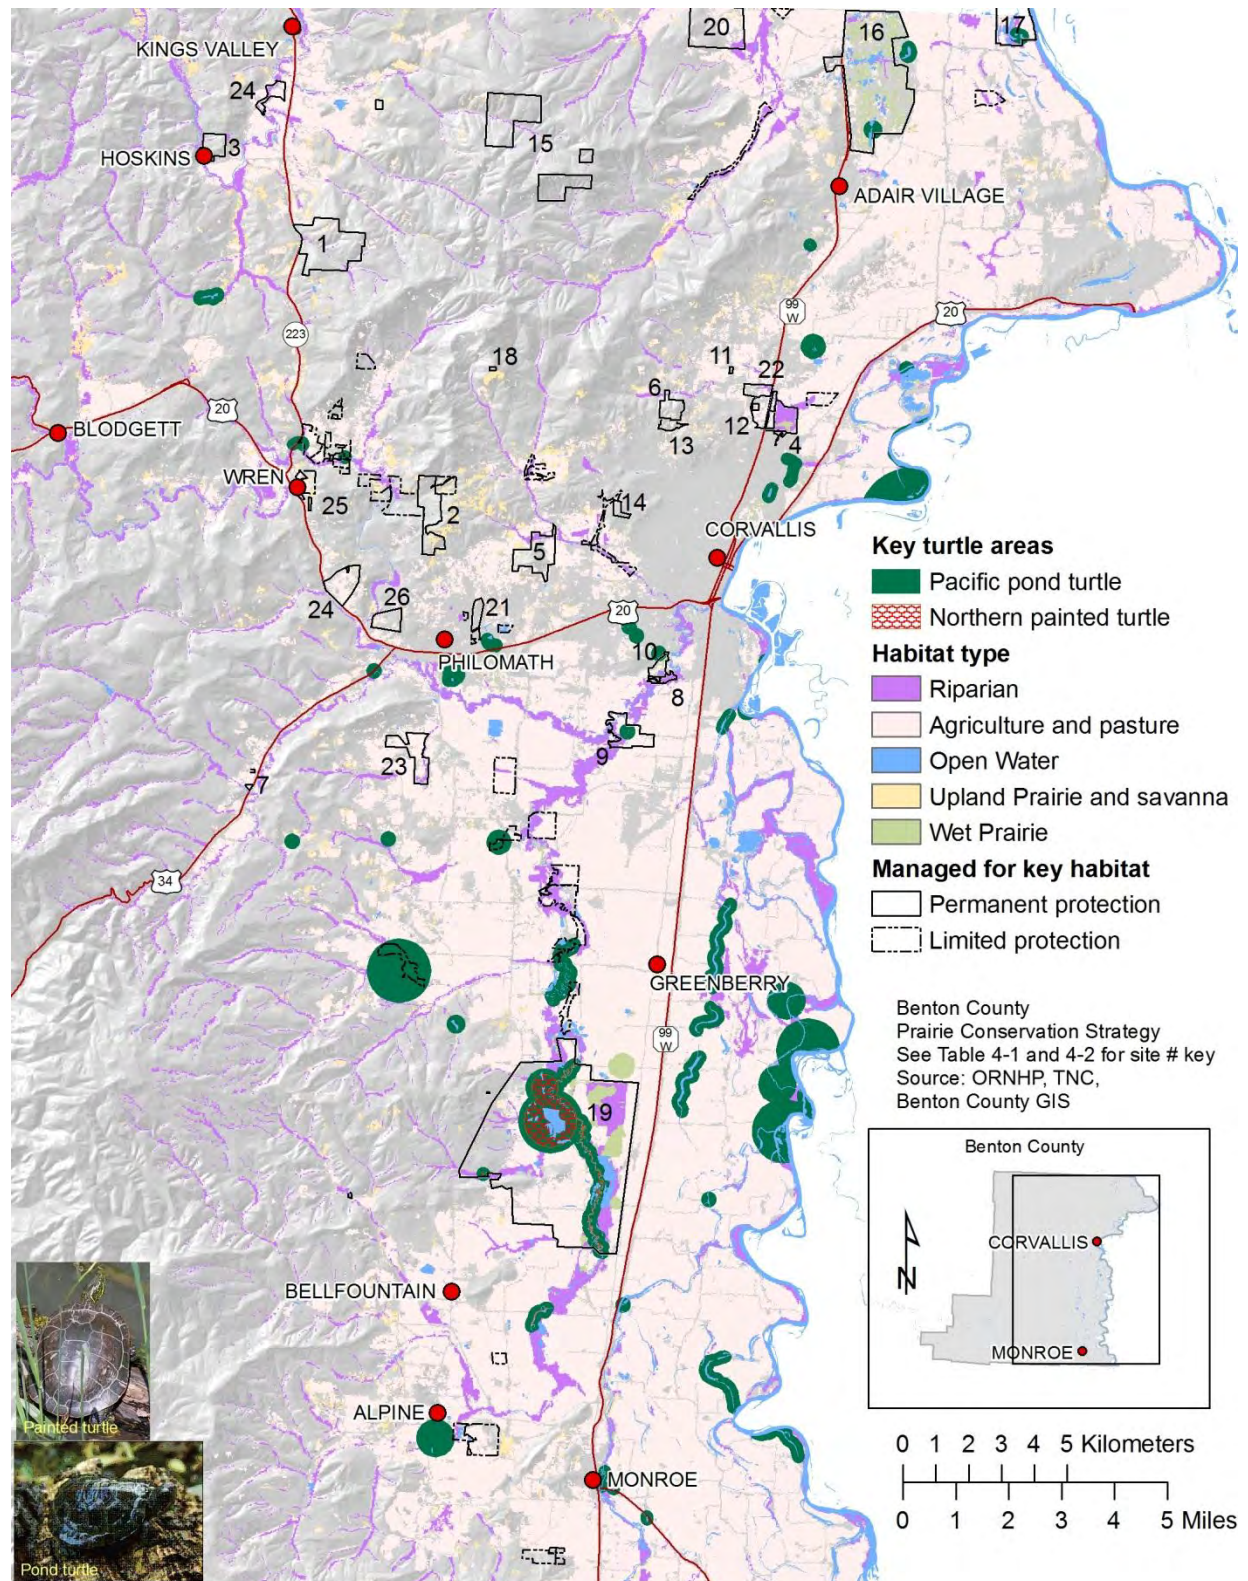 KINGS VALLEY
20
16
17
24
3
HOSKINS
15
ADAIR VILLAGE
1
99
W
20
223
18
11
22
6
20
12
4
13
BLODGETT
WREN
25
2
14
CORVALLIS
5
24
26
21
20
10
PHILOMATH
8
9
23
7
34
GREENBERRY
99
W
19
BELLFOUNTAIN
ALPINE
MONROE
Key turtle areas
Pacific pond turtle
Northern painted turtle
Habitat type
Riparian
Agriculture and pasture
Open Water
Upland Prairie and savanna
Wet Prairie
Managed for key habitat
Permanent protection
Limited protection
Benton County
Prairie Conservation Strategy
See Table 4-1 and 4-2 for site # key
Source: ORNHP, TNC,
Benton County GIS
Benton County
CORVALLIS
MONROE
N
0 1 2 3 4 5 Kilometers
0 1 2 3 4 5 Miles
Painted turtle
Pond turtle